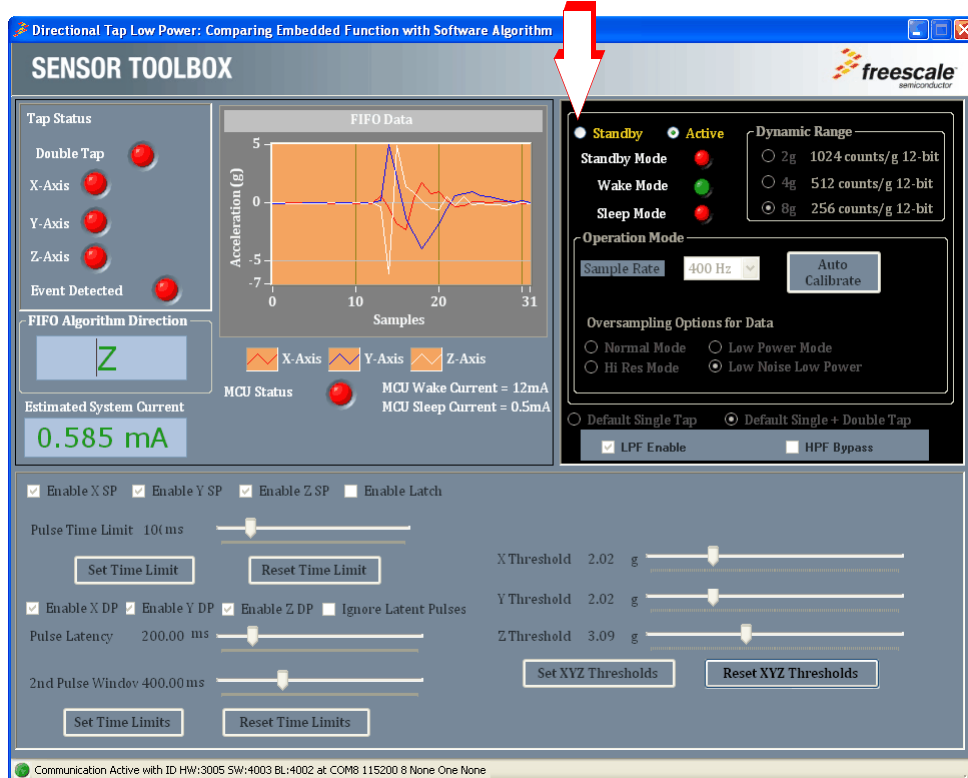 Directional Tap Low Power: Comparing Embedded Function with Software Algorithm
SENSOR TOOLBOX
freescale
semiconductor
Tap Status
Double Tap
X-Axis
Y-Axis
Z-Axis
Event Detected
FIFO Algorithm Direction
Z
Estimated System Current
0.585 mA
FIFO Data
Acceleration (g)
5
0
-5
-7
0 10 20 31
Samples
X-Axis Y-Axis Z-Axis
MCU Status
MCU Wake Current = 12mA
MCU Sleep Current = 0.5mA
Standby Active
Standby Mode
Wake Mode
Sleep Mode
Dynamic Range
2g 1024 counts/g 12-bit
4g 512 counts/g 12-bit
8g 256 counts/g 12-bit
Operation Mode
Sample Rate 400 Hz
Auto
Calibrate
Oversampling Options for Data
Normal Mode Low Power Mode
Hi Res Mode Low Noise Low Power
Default Single Tap Default Single + Double Tap
LPF Enable HPF Bypass
Enable X SP Enable Y SP Enable Z SP Enable Latch
Pulse Time Limit ms
Set Time Limit Reset Time Limit
Enable X DP Enable Y DP Enable Z DP Ignore Latent Pulses
Pulse Latency 200.00 ms
2nd Pulse Windov 400.00 ms
Set Time Limits Reset Time Limits
X Threshold 2.02 g
Y Threshold 2.02 g
Z Threshold 3.09 g
Set XYZ Thresholds Reset XYZ Thresholds
Communication Active with ID HW:3005 SW:4003 BL:4002 at COM8 115200 8 None One None